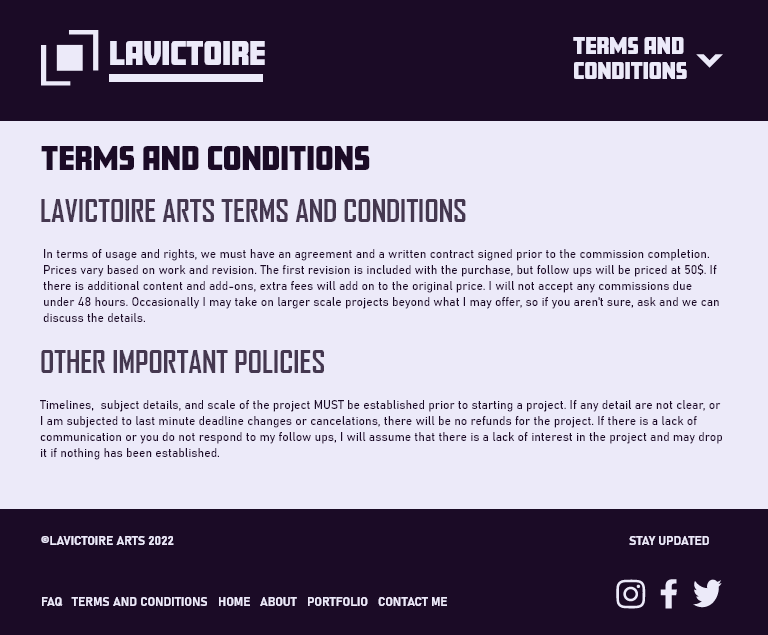 LAVICTOIRE
TERMS AND
CONDITIONS
TERMS AND CONDITIONS
LAVICTOIRE ARTS TERMS AND CONDITIONS
In terms of usage and rights, we must have an agreement and a written contract signed prior to the commission completion.
Prices vary based on work and revision. The first revision is included with the purchase, but follow ups will be priced at 50$. If
there is additional content and add-ons, extra fees will add on to the original price. I will not accept any commissions due
under 48 hours. Occasionally I may take on larger scale projects beyond what I may offer, so if you aren't sure, ask and we can
discuss the details.
OTHER IMPORTANT POLICIES
Timelines,  subject details, and scale of the project MUST be established prior to starting a project. If any detail are not clear, or
I am subjected to last minute deadline changes or cancelations, there will be no refunds for the project. If there is a lack of
communication or you do not respond to my follow ups, I will assume that there is a lack of interest in the project and may drop
it if nothing has been established.
©LAVICTOIRE ARTS 2022
STAY UPDATED
FAQ TERMS AND CONDITIONS HOME ABOUT PORTFOLIO CONTACT ME